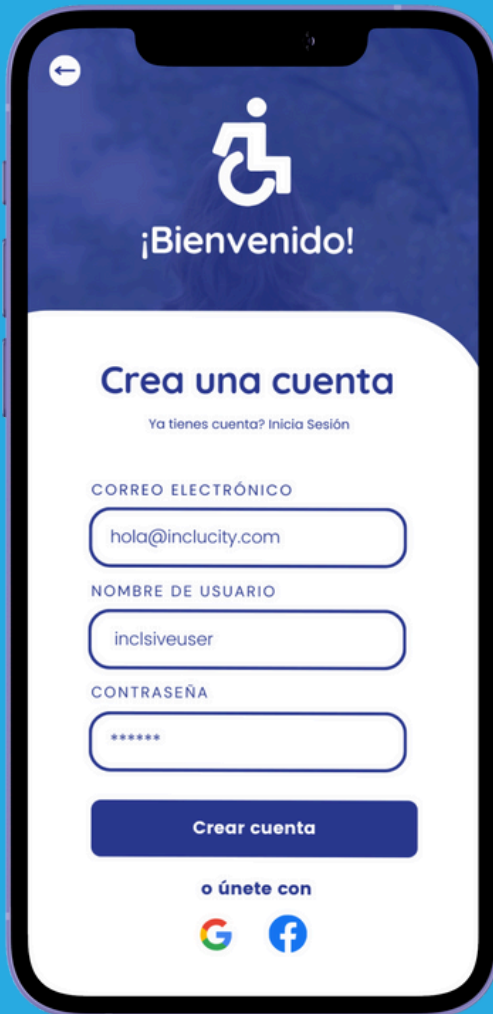 ¡Bienvenido!
Crea una cuenta
Ya tienes cuenta? Inicia Sesión
CORREO ELECTRÓNICO
hola@inclucity.com
NOMBRE DE USUARIO
inclsiveuser
CONTRASEÑA
******
Crear cuenta
o únete con